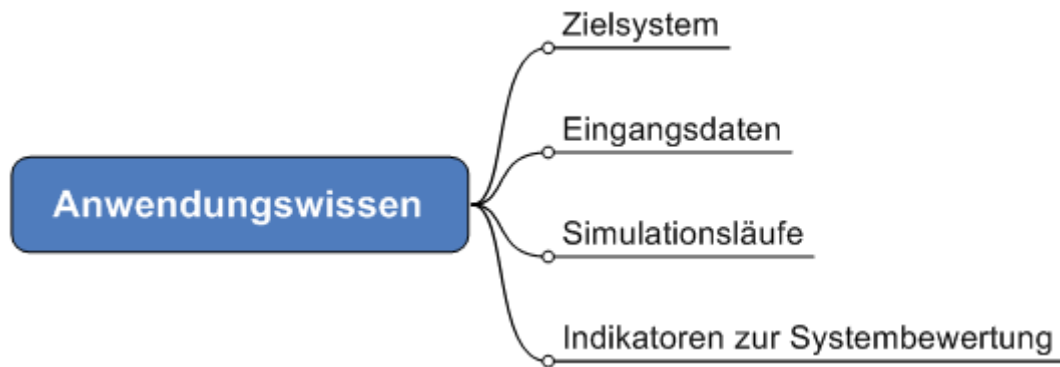 Zielsystem
Eingangsdaten
Anwendungswissen
Simulationsläufe
Indikatoren zur Systembewertung